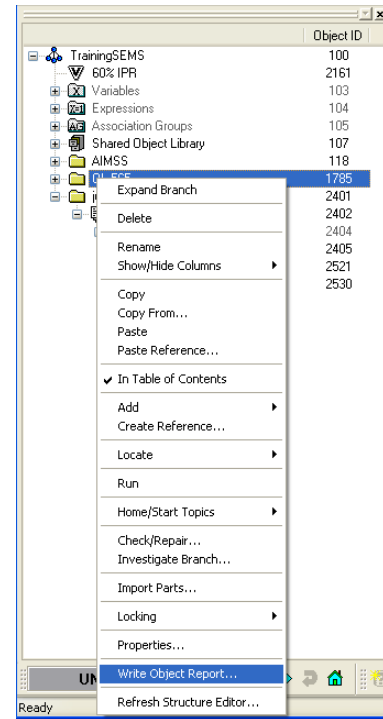 Object ID
TrainingSEMS 100
60% IPR 2161
Variables 103
Expressions 104
Association Groups 105
Shared Object Library 107
AIMSS 118
1785
2401
2402
2404
2405
2521
2530
Expand Branch
Delete
Rename
Show/Hide Columns
Copy
Copy From...
Paste
Paste Reference...
In Table of Contents
Add
Create Reference...
Locate
Run
Home/Start Topics
Check/Repair...
Investigate Branch...
Import Parts...
Locking
Properties...
Write Object Report...
Refresh Structure Editor...
UN
Ready